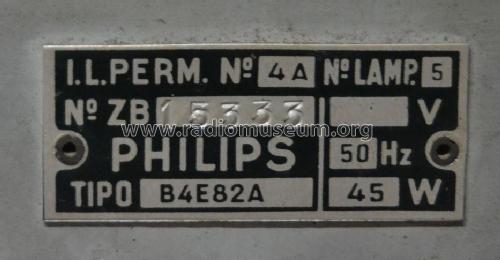 I.L.PERM. Nº 4A Nº LAMP. 5
Nº ZB 15333 V
www.radiomuseum.org
PHILIPS 50 Hz
TIPO B4E82A 45 W